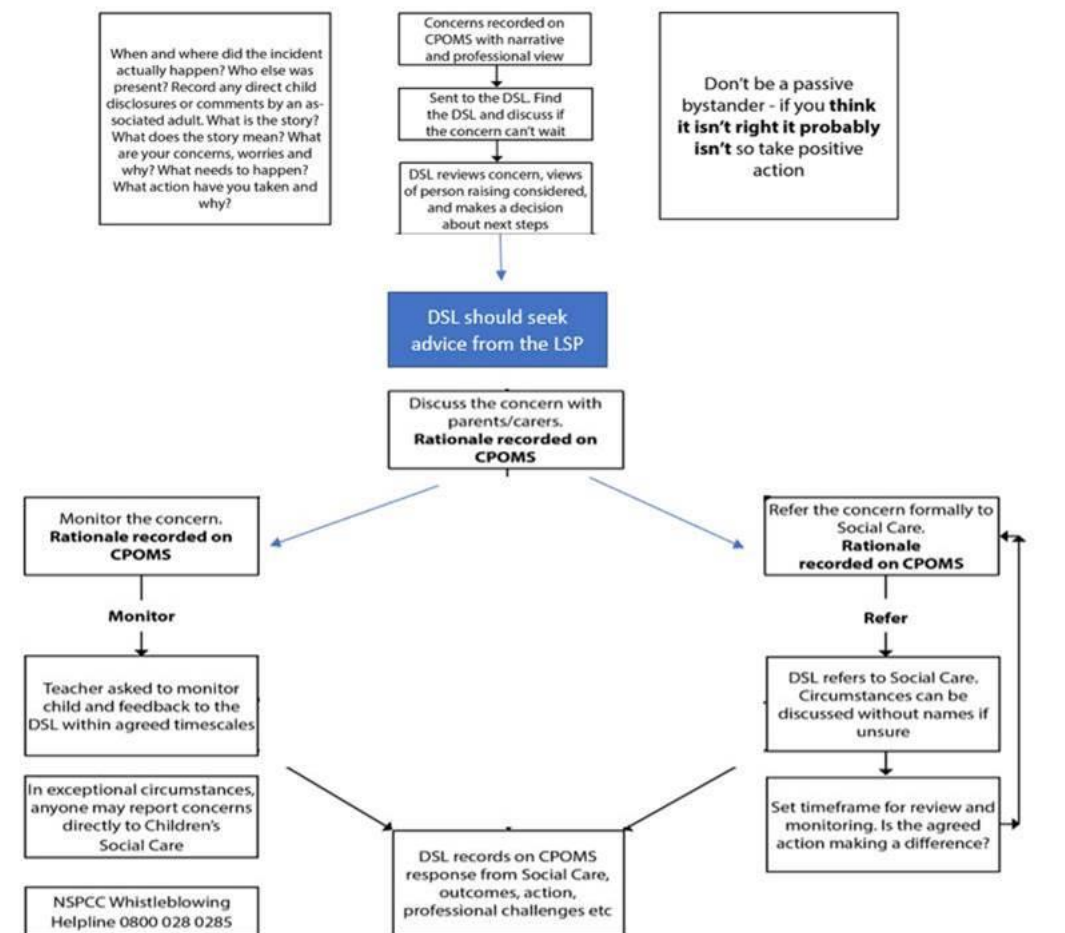 When and where did the incident
actually happen? Who else was
present? Record any direct child
disclosures or comments by an as-
sociated adult. What is the story?
What does the story mean? What
are your concerns, worries and
why? What needs to happen?
What action have you taken and
why?
Concerns recorded on
CPOMS with narrative
and professional view
Sent to the DSL. Find
the DSL and discuss if
the concern can't wait
DSL reviews concern, views
of person raising considered,
and makes a decision
about next steps
Don't be a passive
bystander - if you think
it isn't right it probably
isn't so take positive
action
DSL should seek
advice from the LSP
Discuss the concern with
parents/carers.
Rationale recorded on
CPOMS
Monitor the concern.
Rationale recorded on
CPOMS
Monitor
Teacher asked to monitor
child and feedback to the
DSL within agreed timescales
In exceptional circumstances,
anyone may report concerns
directly to Children's
Social Care
NSPCC Whistleblowing
Helpline 0800 028 0285
Refer the concern formally to
Social Care.
Rationale
recorded on CPOMS
Refer
DSL refers to Social Care.
Circumstances can be
discussed without names if
unsure
Set timeframe for review and
monitoring. Is the agreed
action making a difference?
DSL records on CPOMS
response from Social Care,
outcomes, action,
professional challenges etc